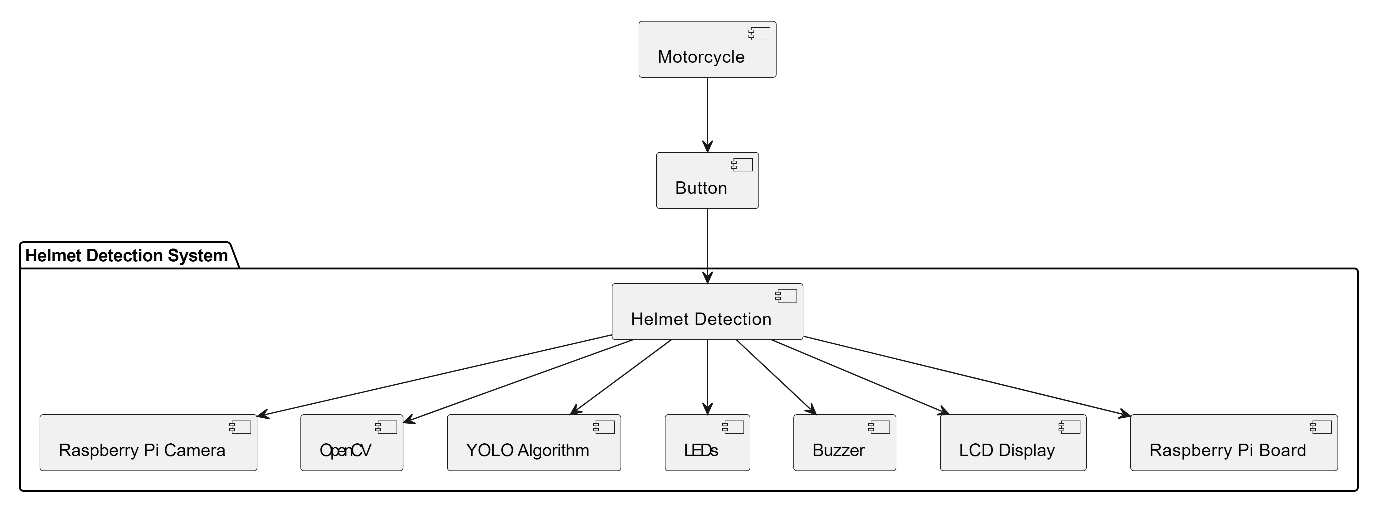 Motorcycle
Button
Helmet Detection System
Helmet Detection
Raspberry Pi Camera
OpenCV
YOLO Algorithm
LEDs
Buzzer
LCD Display
Raspberry Pi Board